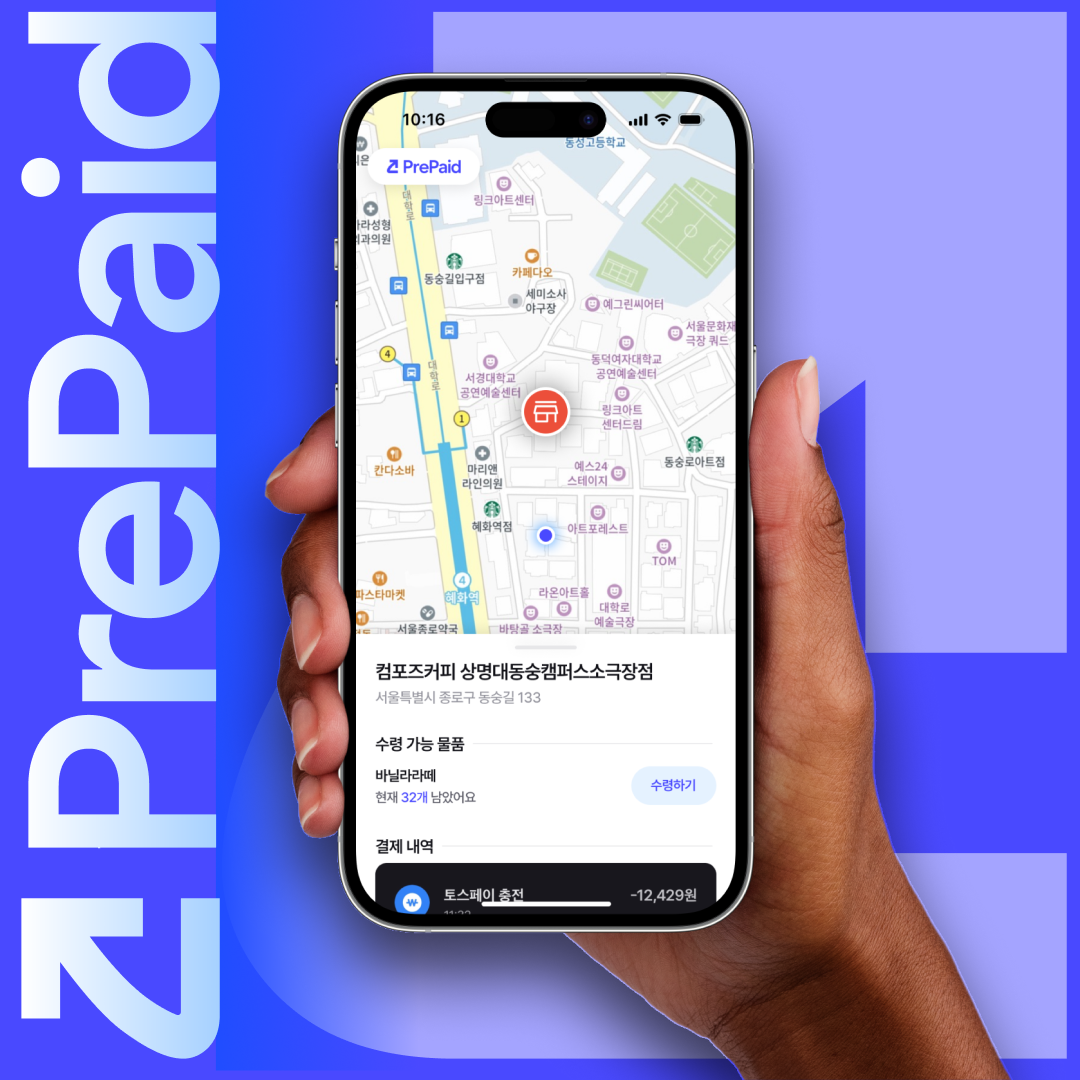 PrePaid
10:16
동성고등학교
PrePaid
링크아트센터
대학로
동숭길입구점
카페다오
세미소사
야구장
예그린씨어터
서울문화재
극장 쿼드
4
대학로
동덕여자대학교
공연예술센터
서경대학교
공연예술센터
링크아트
센터드림
1
칸다소바
마리앤
라인의원
예스24
스테이지
동숭로아트점
혜화역점
아트포레스트
TOM
4
혜화역
파스타마켓
라온아트홀
대학로
예술극장
서울종로약국
바탕골 소극장
컴포즈커피 상명대동숭캠퍼스소극장점
서울특별시 종로구 동숭길 133
수령 가능 물품
바닐라라떼
현재 32개 남았어요
수령하기
결제 내역
₩
토스페이 충전
-12,429원